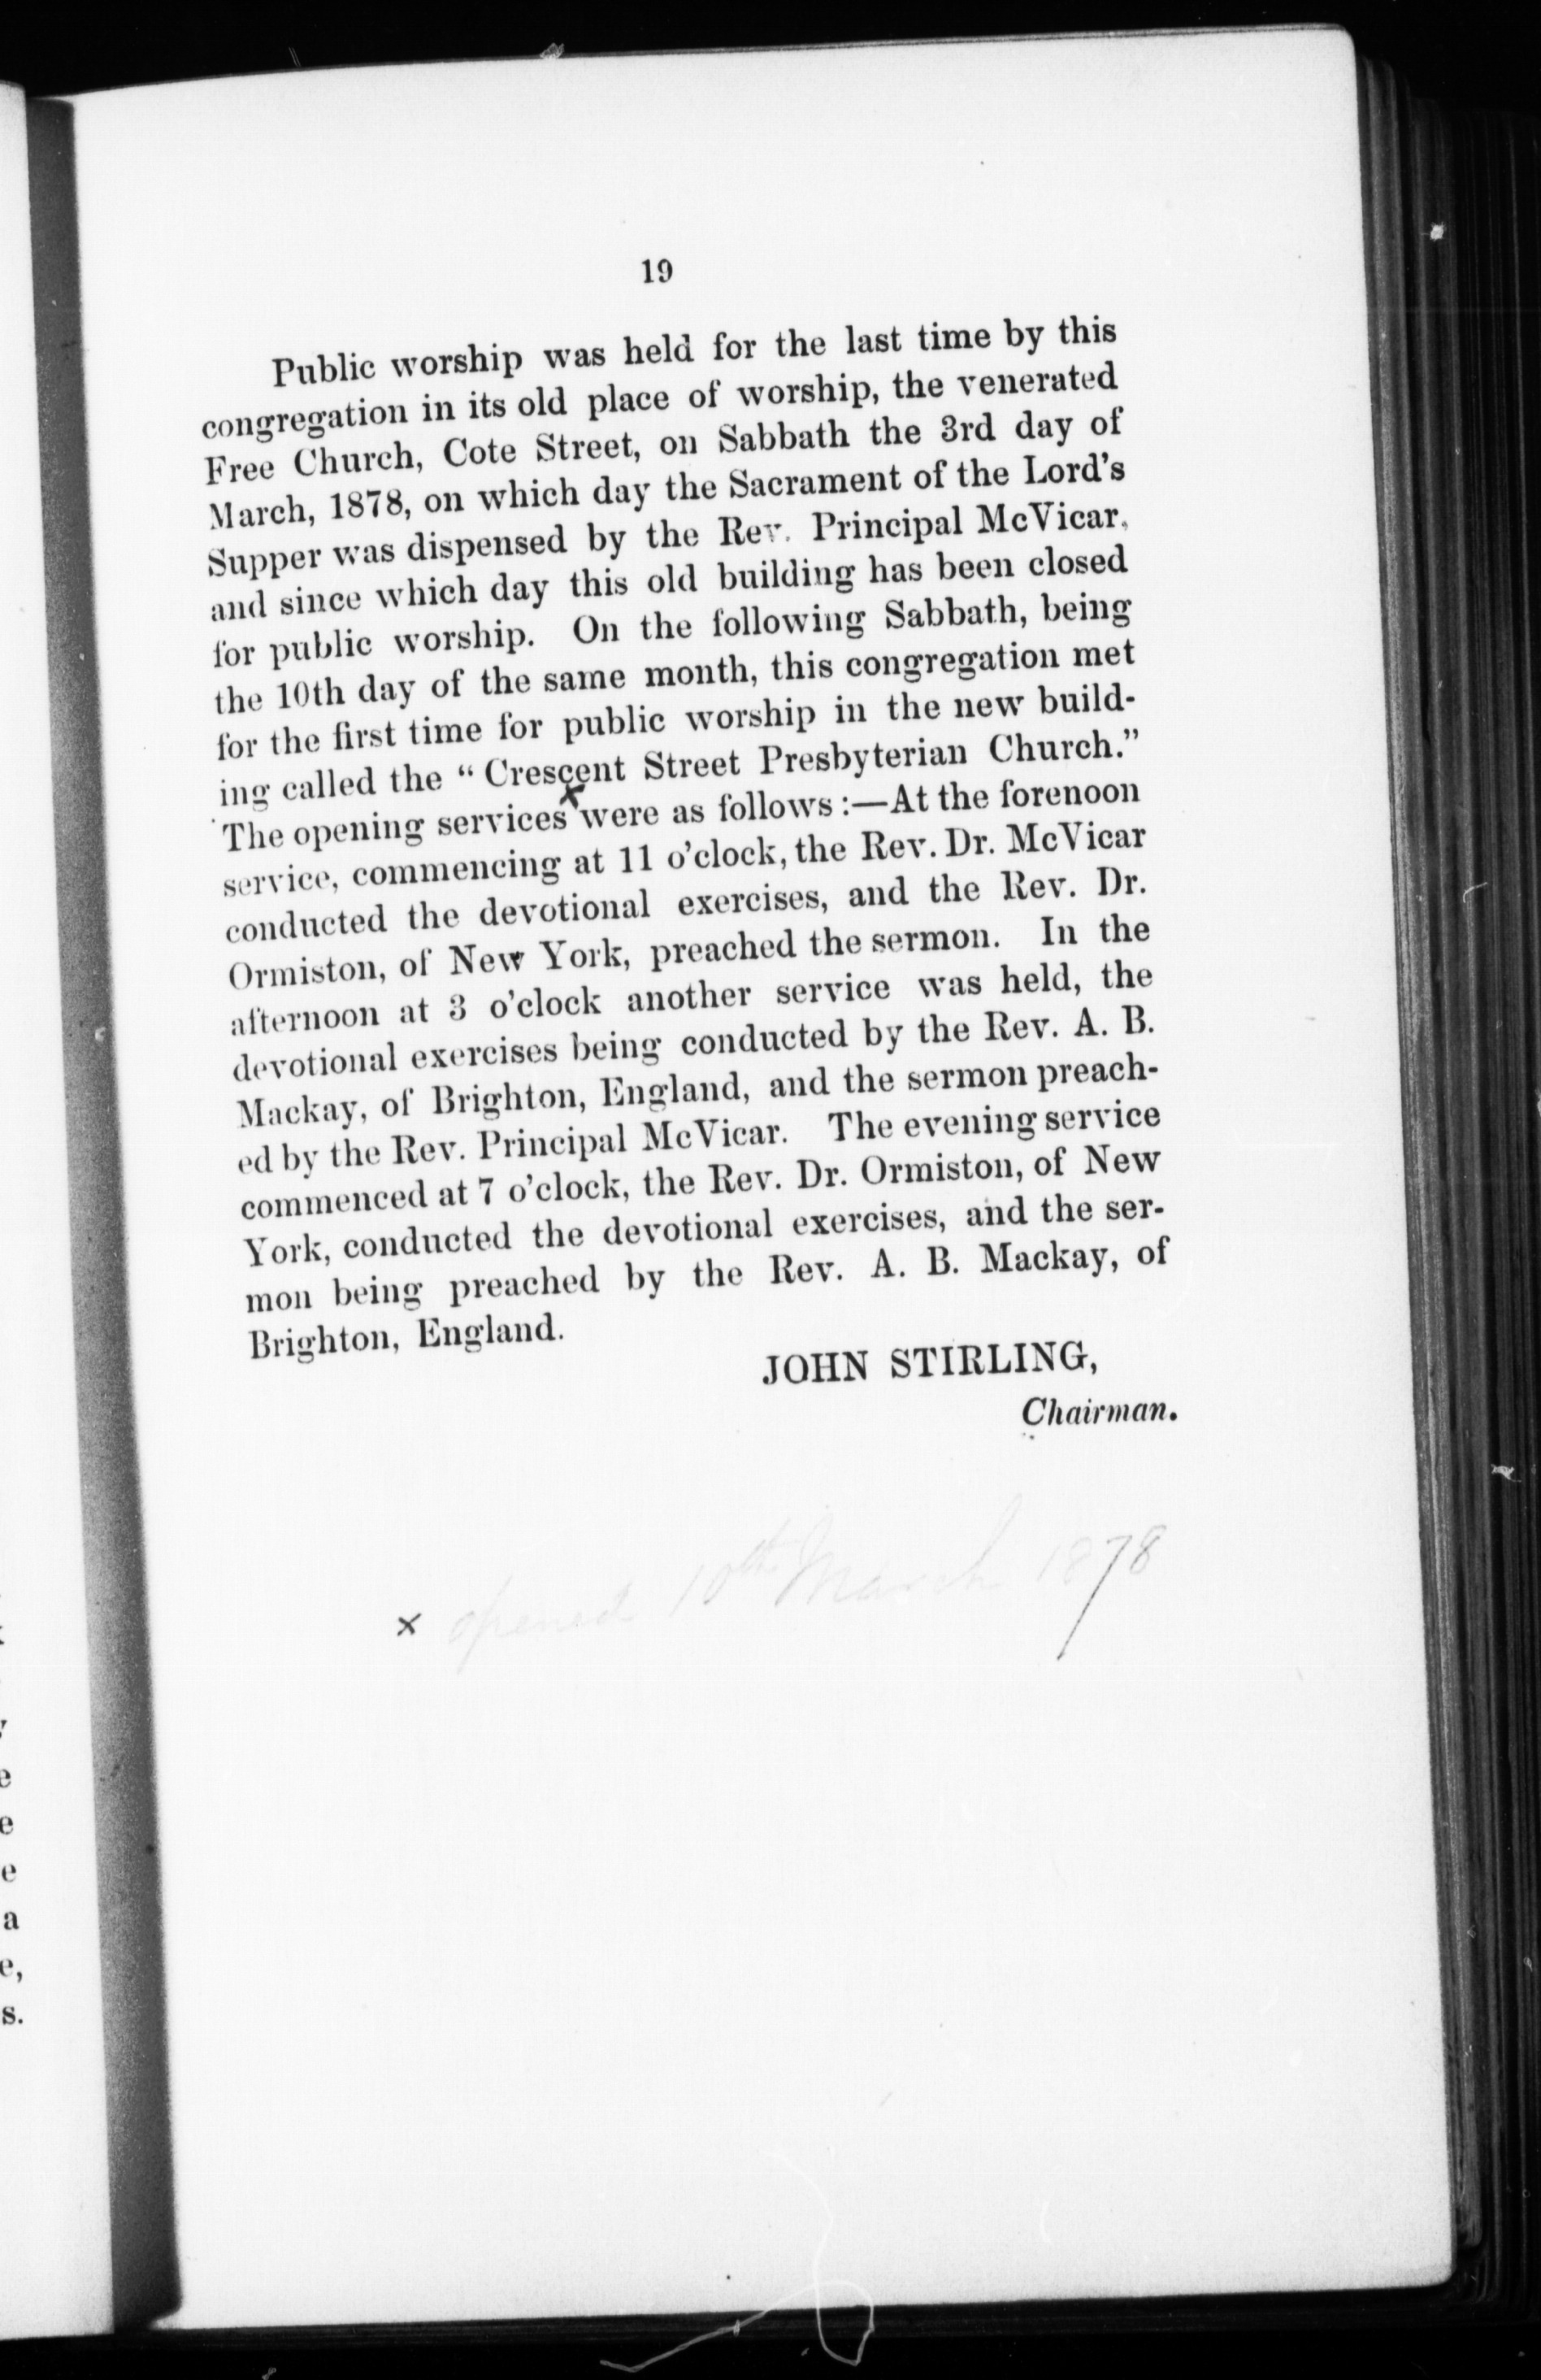 19
Public worship was held for the last time by this
congregation in its old place of worship, the venerated
Free Church, Cote Street, on Sabbath the 3rd day of
March, 1878, on which day the Sacrament of the Lord's
Supper was dispensed by the Rev. Principal McVicar,
and since which day this old building has been closed
for public worship. On the following Sabbath, being
the 10th day of the same month, this congregation met
for the first time for public worship in the new build-
ing called the " Crescent Street Presbyterian Church."
The opening services x were as follows :—At the forenoon
service, commencing at 11 o'clock, the Rev. Dr. McVicar
conducted the devotional exercises, and the Rev. Dr.
Ormiston, of New York, preached the sermon. In the
afternoon at 3 o'clock another service was held, the
devotional exercises being conducted by the Rev. A. B.
Mackay, of Brighton, England, and the sermon preach-
ed by the Rev. Principal McVicar. The evening service
commenced at 7 o'clock, the Rev. Dr. Ormiston, of New
York, conducted the devotional exercises, and the ser-
mon being preached by the Rev. A. B. Mackay, of
Brighton, England.
JOHN STIRLING,
Chairman.
x opened 10th March 1878
e
e
e
a
e,
s.